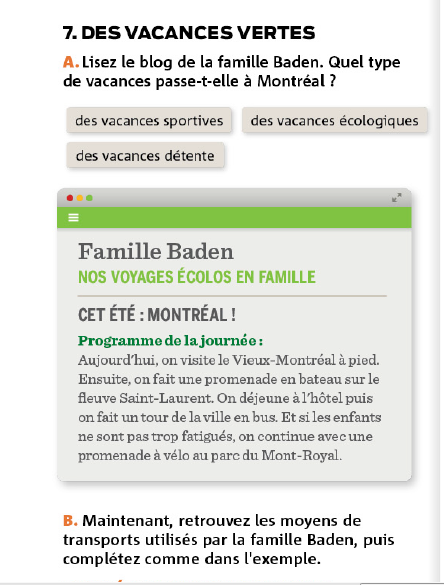 7. DES VACANCES VERTES
A. Lisez le blog de la famille Baden. Quel type
de vacances passe-t-elle à Montréal ?
des vacances sportives
des vacances écologiques
des vacances détente
Famille Baden
NOS VOYAGES ÉCOLOS EN FAMILLE
CET ÉTÉ : MONTRÉAL !
Programme de la journée :
Aujourd'hui, on visite le Vieux-Montréal à pied.
Ensuite, on fait une promenade en bateau sur le
fleuve Saint-Laurent. On déjeune à l'hôtel puis
on fait un tour de la ville en bus. Et si les enfants
ne sont pas trop fatigués, on continue avec une
promenade à vélo au parc du Mont-Royal.
B. Maintenant, retrouvez les moyens de
transports utilisés par la famille Baden, puis
complétez comme dans l'exemple.